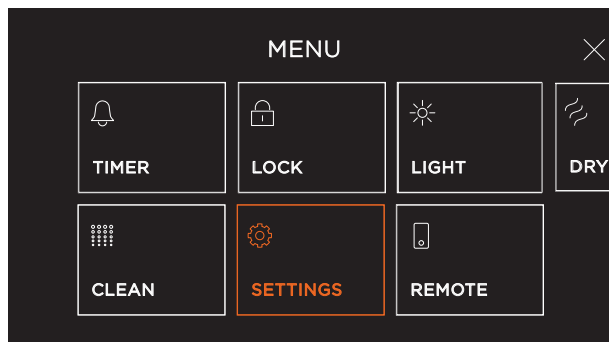 MENU
TIMER
LOCK
LIGHT
DRY
CLEAN
SETTINGS
REMOTE